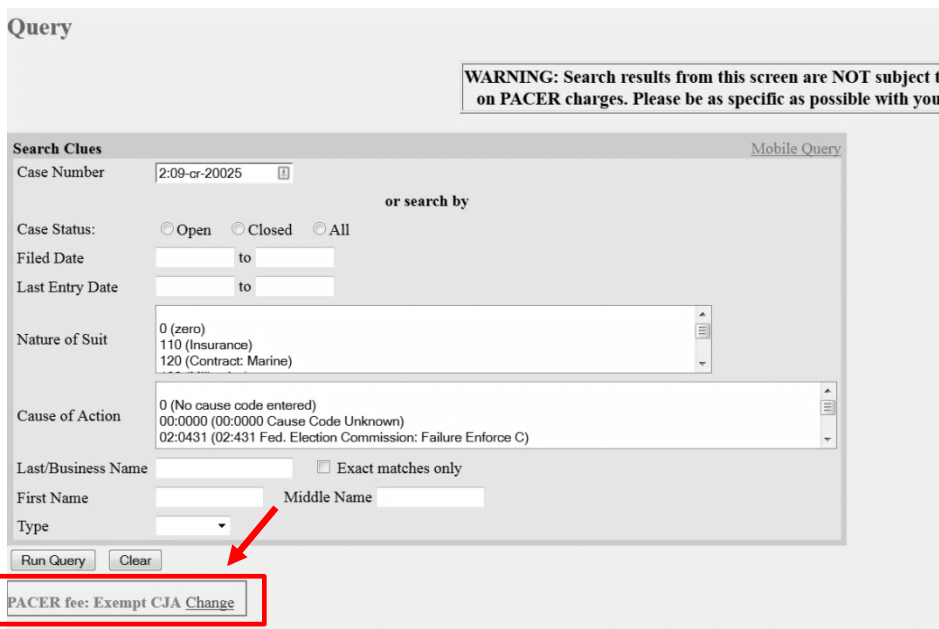 Query
WARNING: Search results from this screen are NOT subject t
on PACER charges. Please be as specific as possible with you
Search Clues Mobile Query
Case Number 2:09-cr-20025
or search by
Case Status: Open Closed All
Filed Date to
Last Entry Date to
Nature of Suit
0 (zero)
110 (Insurance)
120 (Contract: Marine)
Cause of Action
0 (No cause code entered)
00:0000 (00:0000 Cause Code Unknown)
02:0431 (02:431 Fed. Election Commission: Failure Enforce C)
Last/Business Name Exact matches only
First Name Middle Name
Type
Run Query Clear
PACER fee: Exempt CJA Change